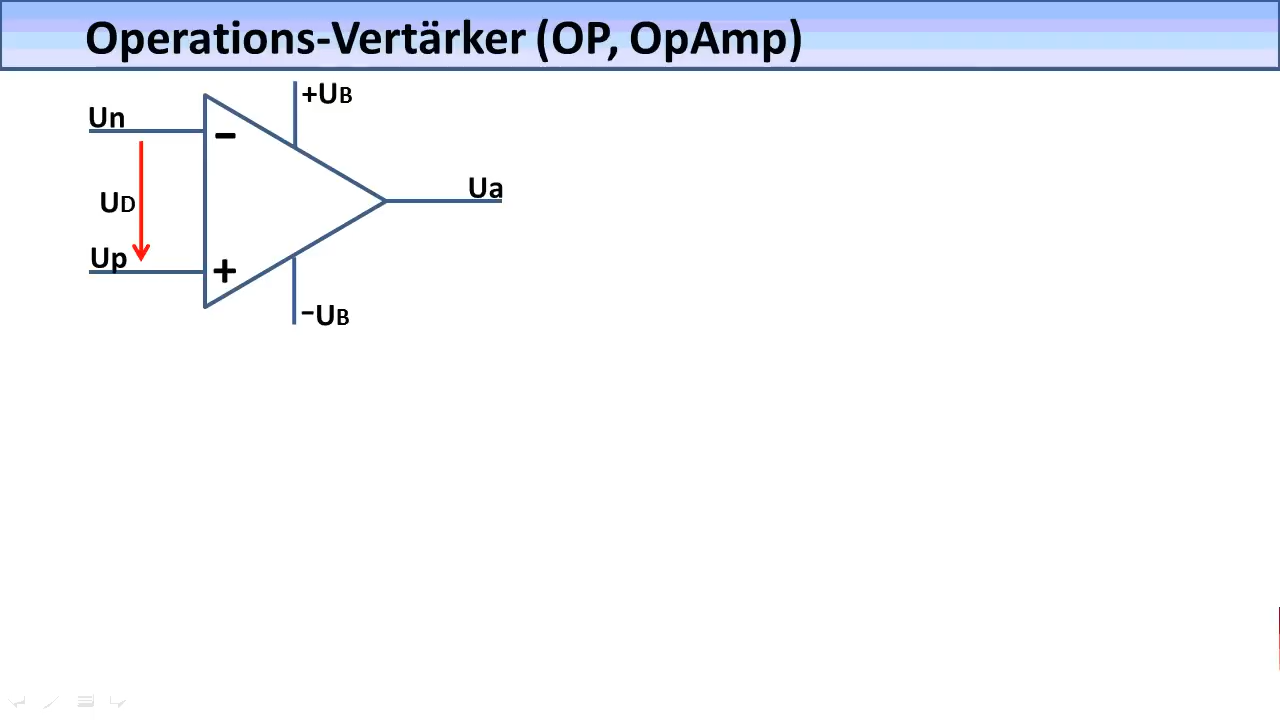 Operations-Vertärker (OP, OpAmp)
+UB
Un
−
Ua
UD
Up
+
−UB